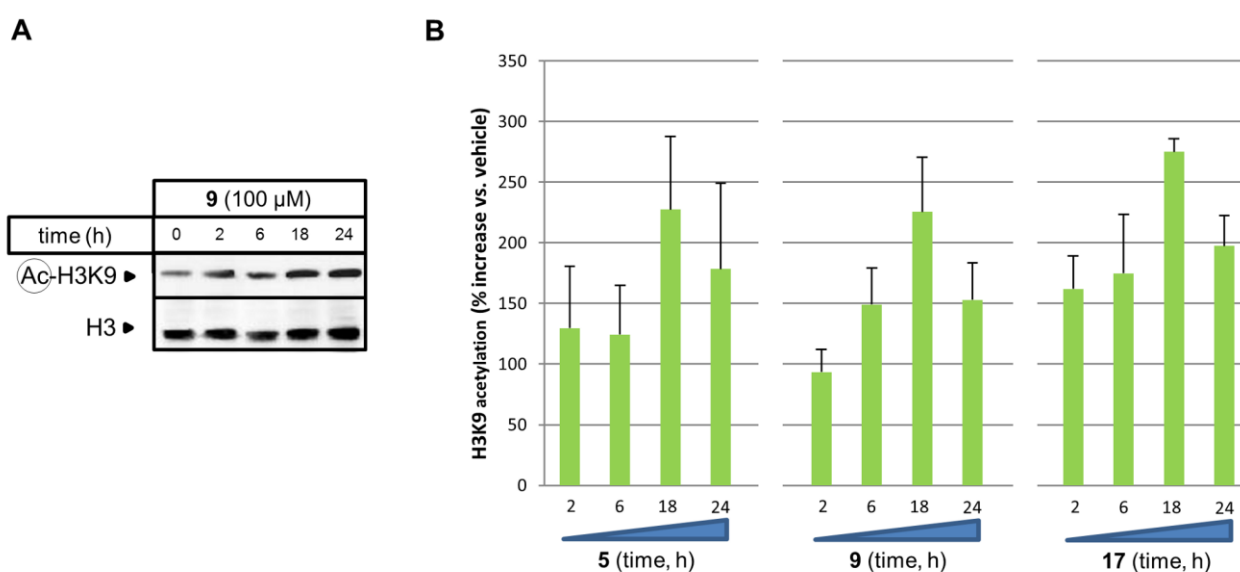 A
9 (100 µM)
time (h) 0 2 6 18 24
Ac-H3K9
H3
B
H3K9 acetylation (% increase vs. vehicle)
350
300
250
200
150
100
50
0
2 6 18 24 2 6 18 24 2 6 18 24
5 (time, h) 9 (time, h) 17 (time, h)